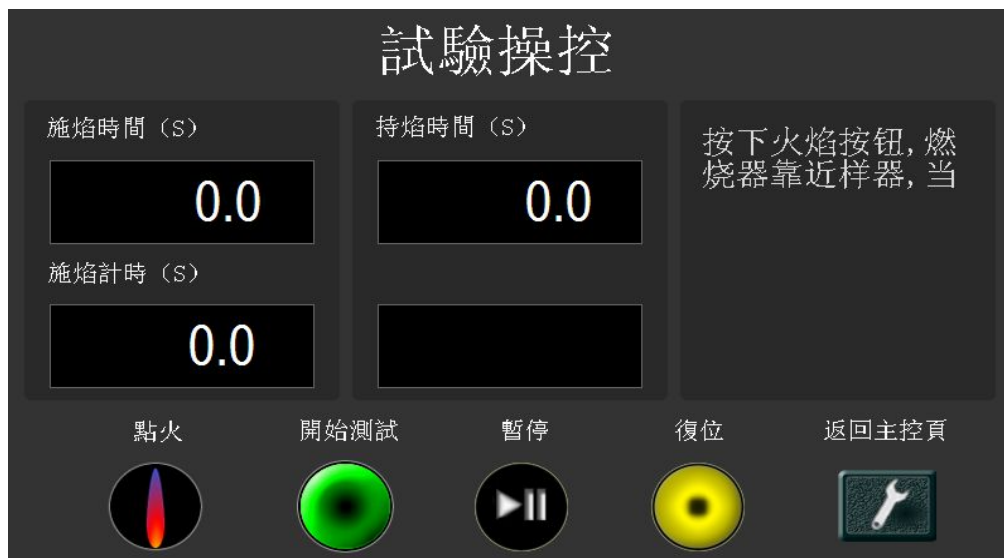 試驗操控
施焰時間（S）
持焰時間（S）
0.0
0.0
施焰計時（S）
0.0
按下火焰按钮,燃
烧器靠近样器,当
點火
開始測試
暫停
復位
返回主控頁